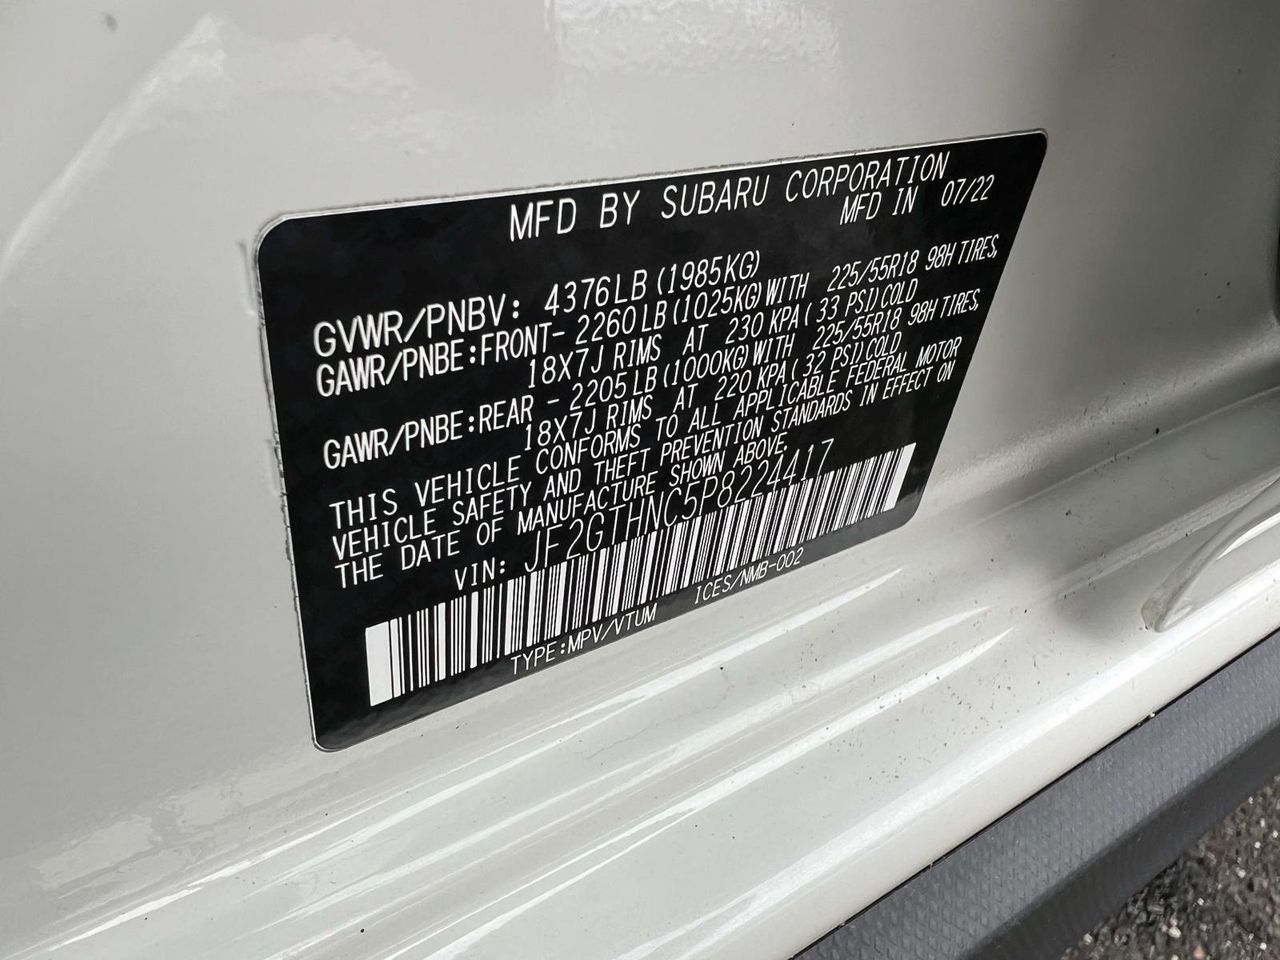 MFD BY SUBARU CORPORATION
MFD IN 07/22
GVWR/PNBV: 4376LB (1985KG)
GAWR/PNBE:FRONT- 2260LB (1025KG) WITH 225/55R18 98H TIRES,
18X7J RIMS AT 230 KPA ( 33 PSI) COLD
GAWR/PNBE:REAR - 2205LB (1000KG) WITH 225/55R18 98H TIRES,
18X7J RIMS AT 220 KPA ( 32 PSI) COLD
THIS VEHICLE CONFORMS TO ALL APPLICABLE FEDERAL MOTOR
VEHICLE SAFETY AND THEFT PREVENTION STANDARDS IN EFFECT ON
THE DATE OF MANUFACTURE SHOWN ABOVE.
VIN: JF2GTHNC5P8224417
TYPE:MPV/VTUM ICES/NMB-002